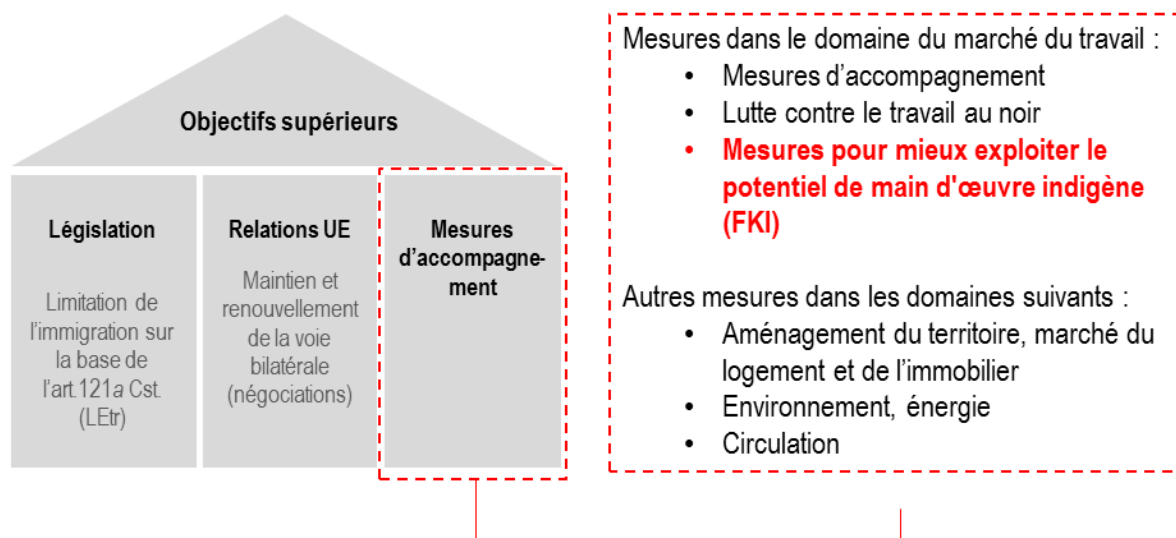 Objectifs supérieurs
Législation
Limitation de
l'immigration sur
la base de
l'art.121a Cst.
(LEtr)
Relations UE
Maintien et
renouvellement
de la voie
bilatérale
(négociations)
Mesures
d'accompagne-
ment
Mesures dans le domaine du marché du travail :
• Mesures d'accompagnement
• Lutte contre le travail au noir
• Mesures pour mieux exploiter le
potentiel de main d'œuvre indigène
(FKI)
Autres mesures dans les domaines suivants :
• Aménagement du territoire, marché du
logement et de l'immobilier
• Environnement, énergie
• Circulation